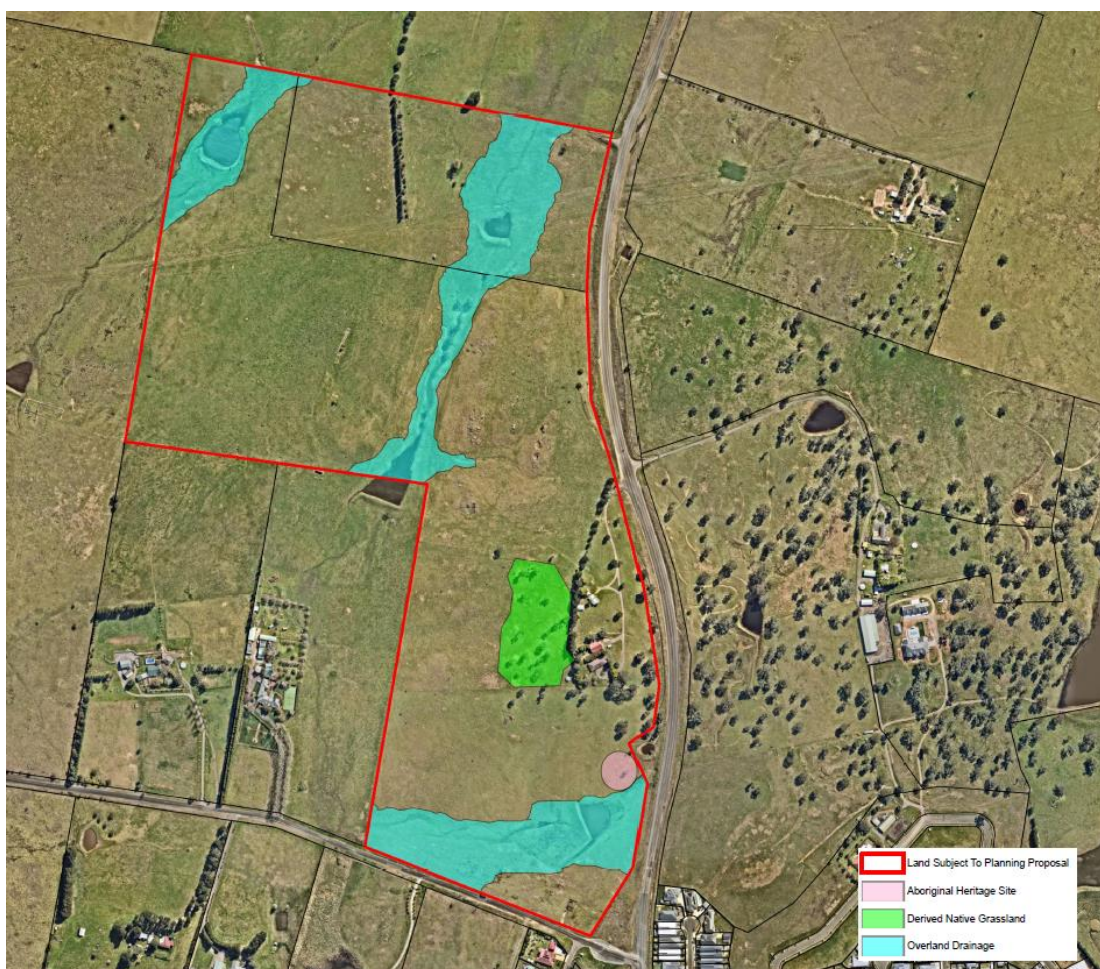 Land Subject To Planning Proposal
Aboriginal Heritage Site
Derived Native Grassland
Overland Drainage